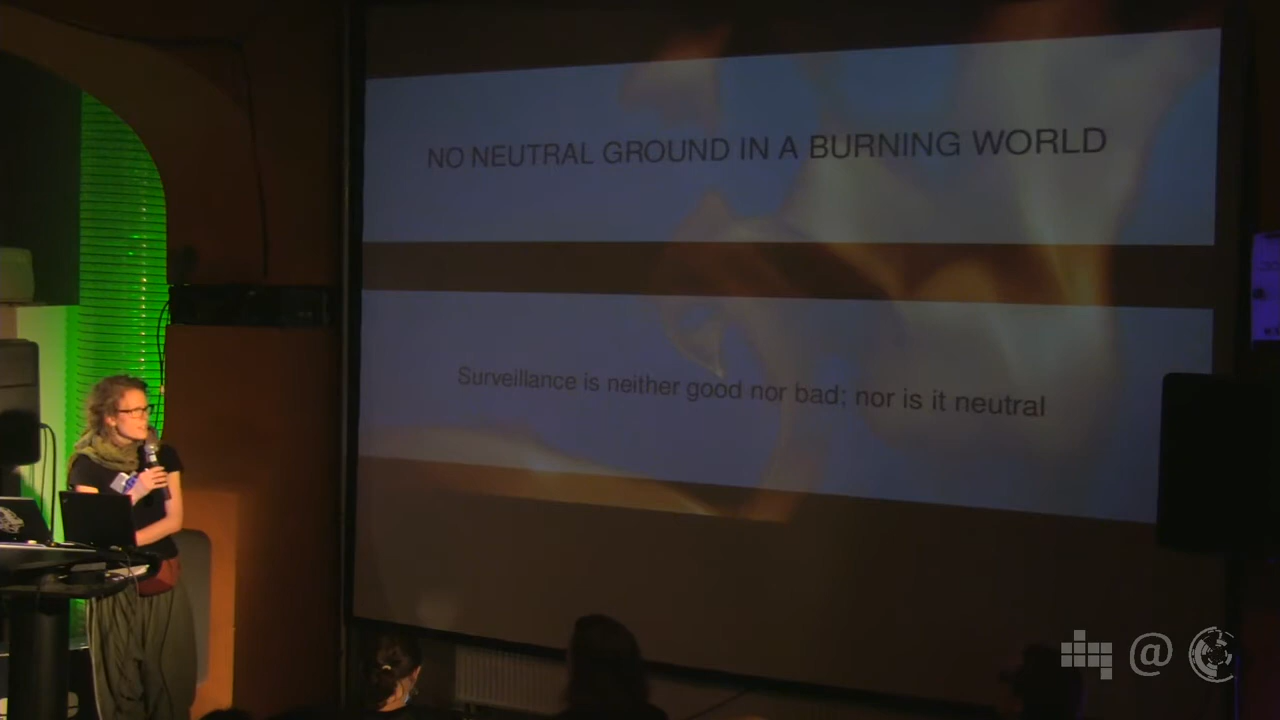 NO NEUTRAL GROUND IN A BURNING WORLD
Surveillance is neither good nor bad; nor is it neutral
@